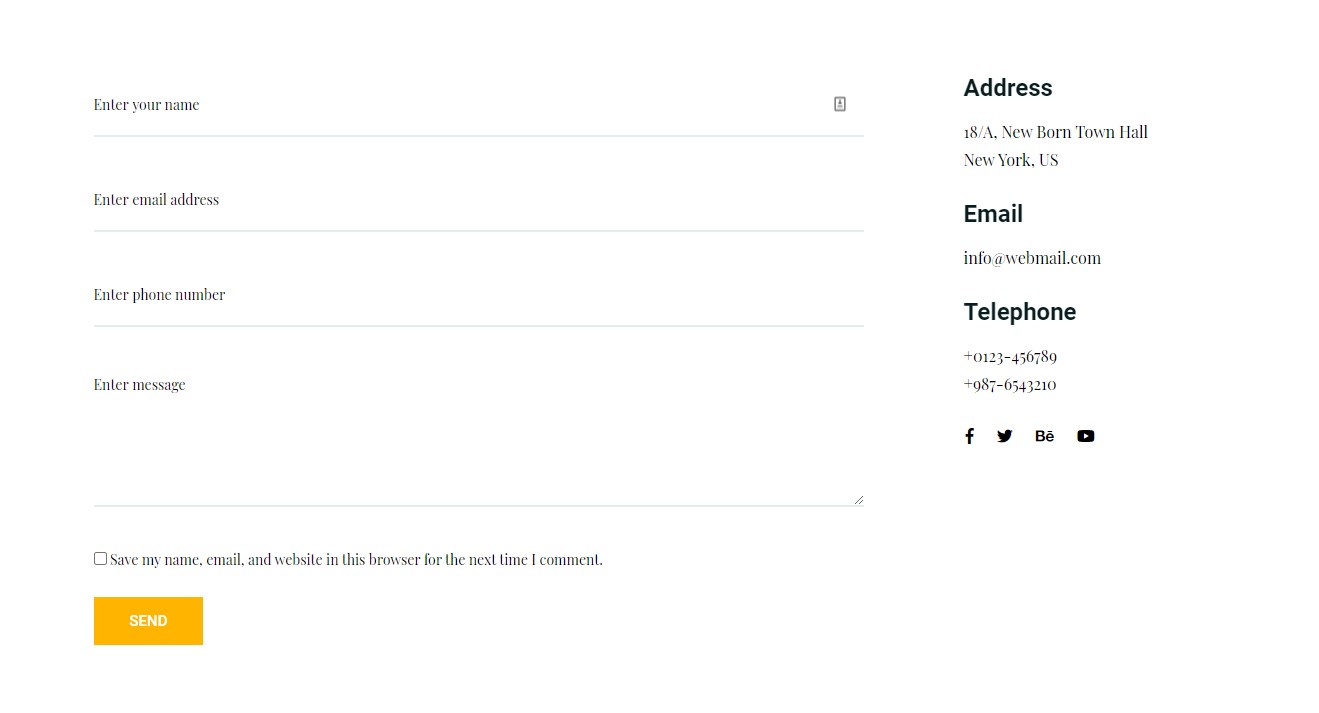 Enter your name
Enter email address
Enter phone number
Enter message
Save my name, email, and website in this browser for the next time I comment.
SEND
Address
18/A, New Born Town Hall
New York, US
Email
info@webmail.com
Telephone
+0123-456789
+987-6543210
Bē